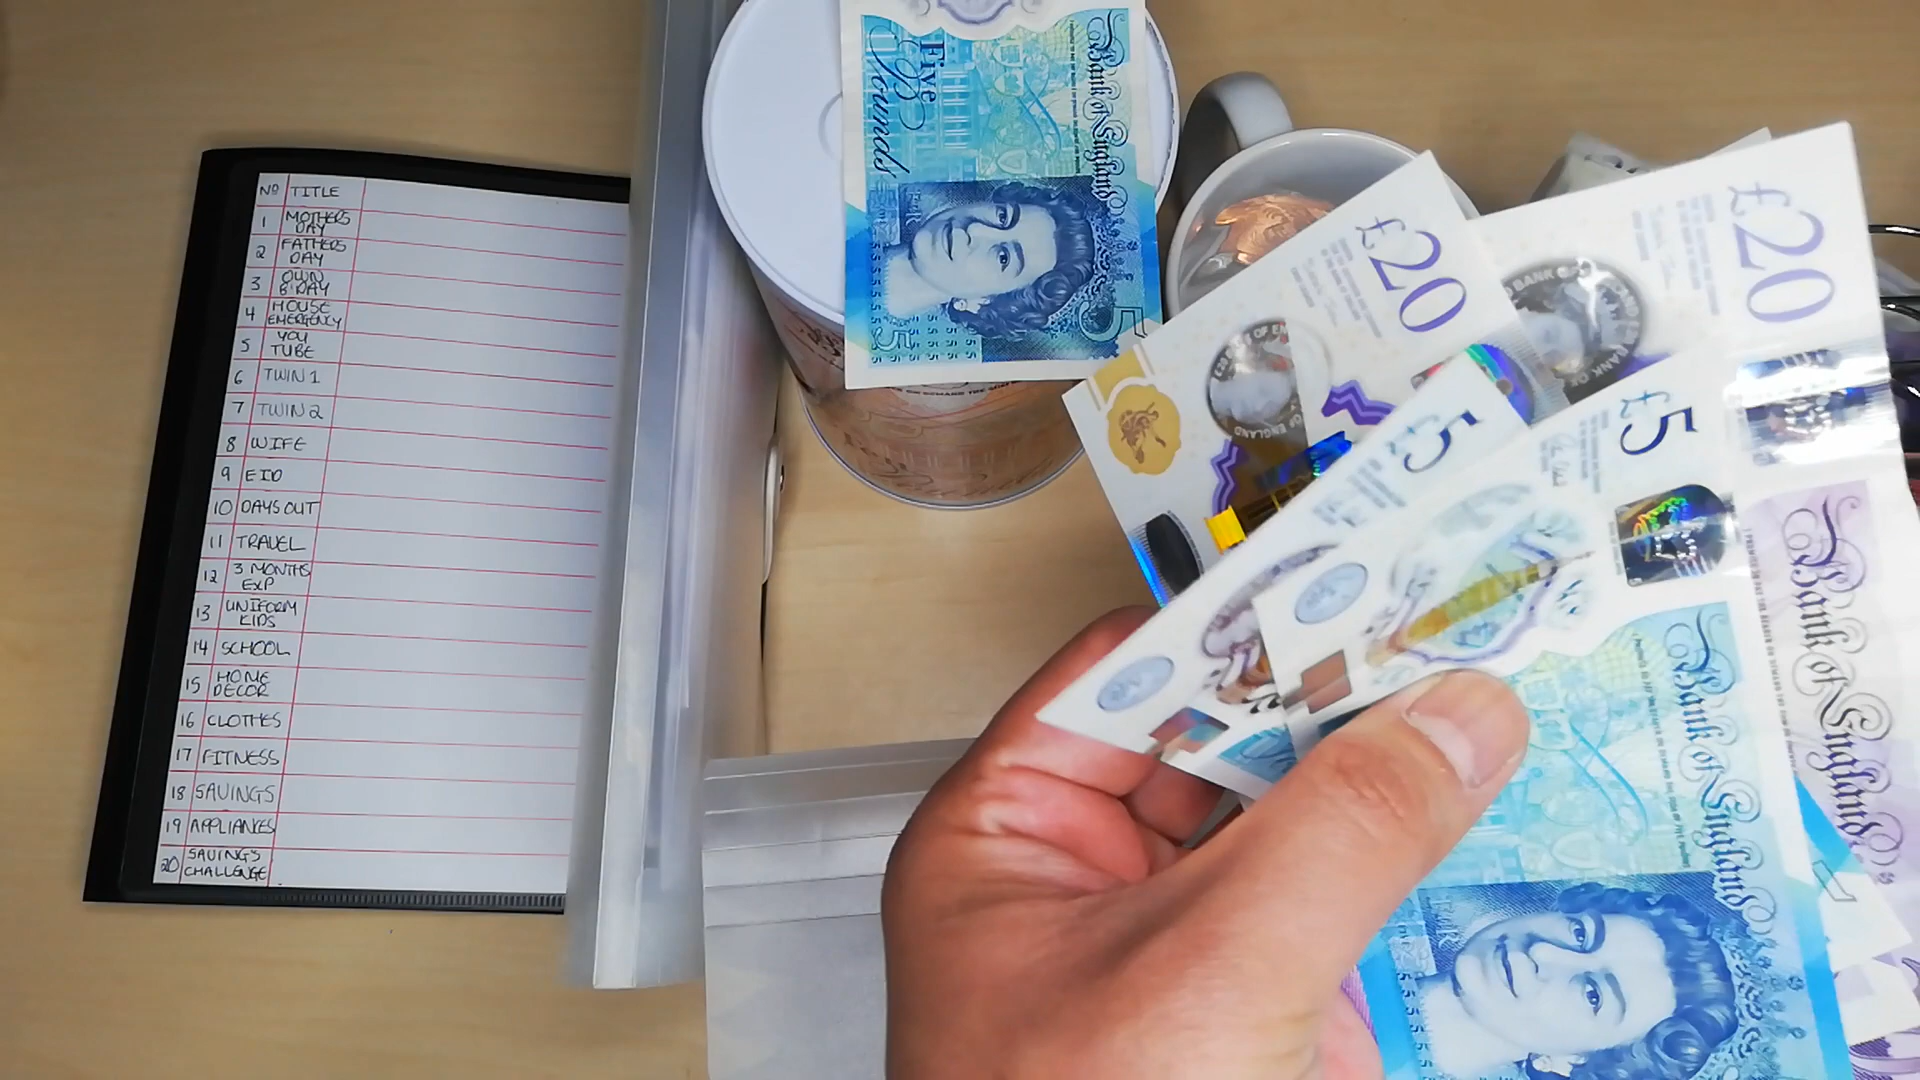 Nº TITLE
1 MOTHERS
DAY
2 FATHERS
DAY
3 OWN
B'DAY
4 HOUSE
EMERGENCY
5 YOU
TUBE
6 TWIN 1
7 TWIN 2
8 WIFE
9 EID
10 DAYS OUT
11 TRAVEL
12 3 MONTHS
EXP
13 UNIFORM
KIDS
14 SCHOOL
15 HOME
DECOR
16 CLOTHES
17 FITNESS
18 SAVINGS
19 APPLIANCES
20 SAVINGS
CHALLENGE
Bank of England
Five
Pounds
5
5
£20
£20
£5
£5
Bank of England
Bank of England